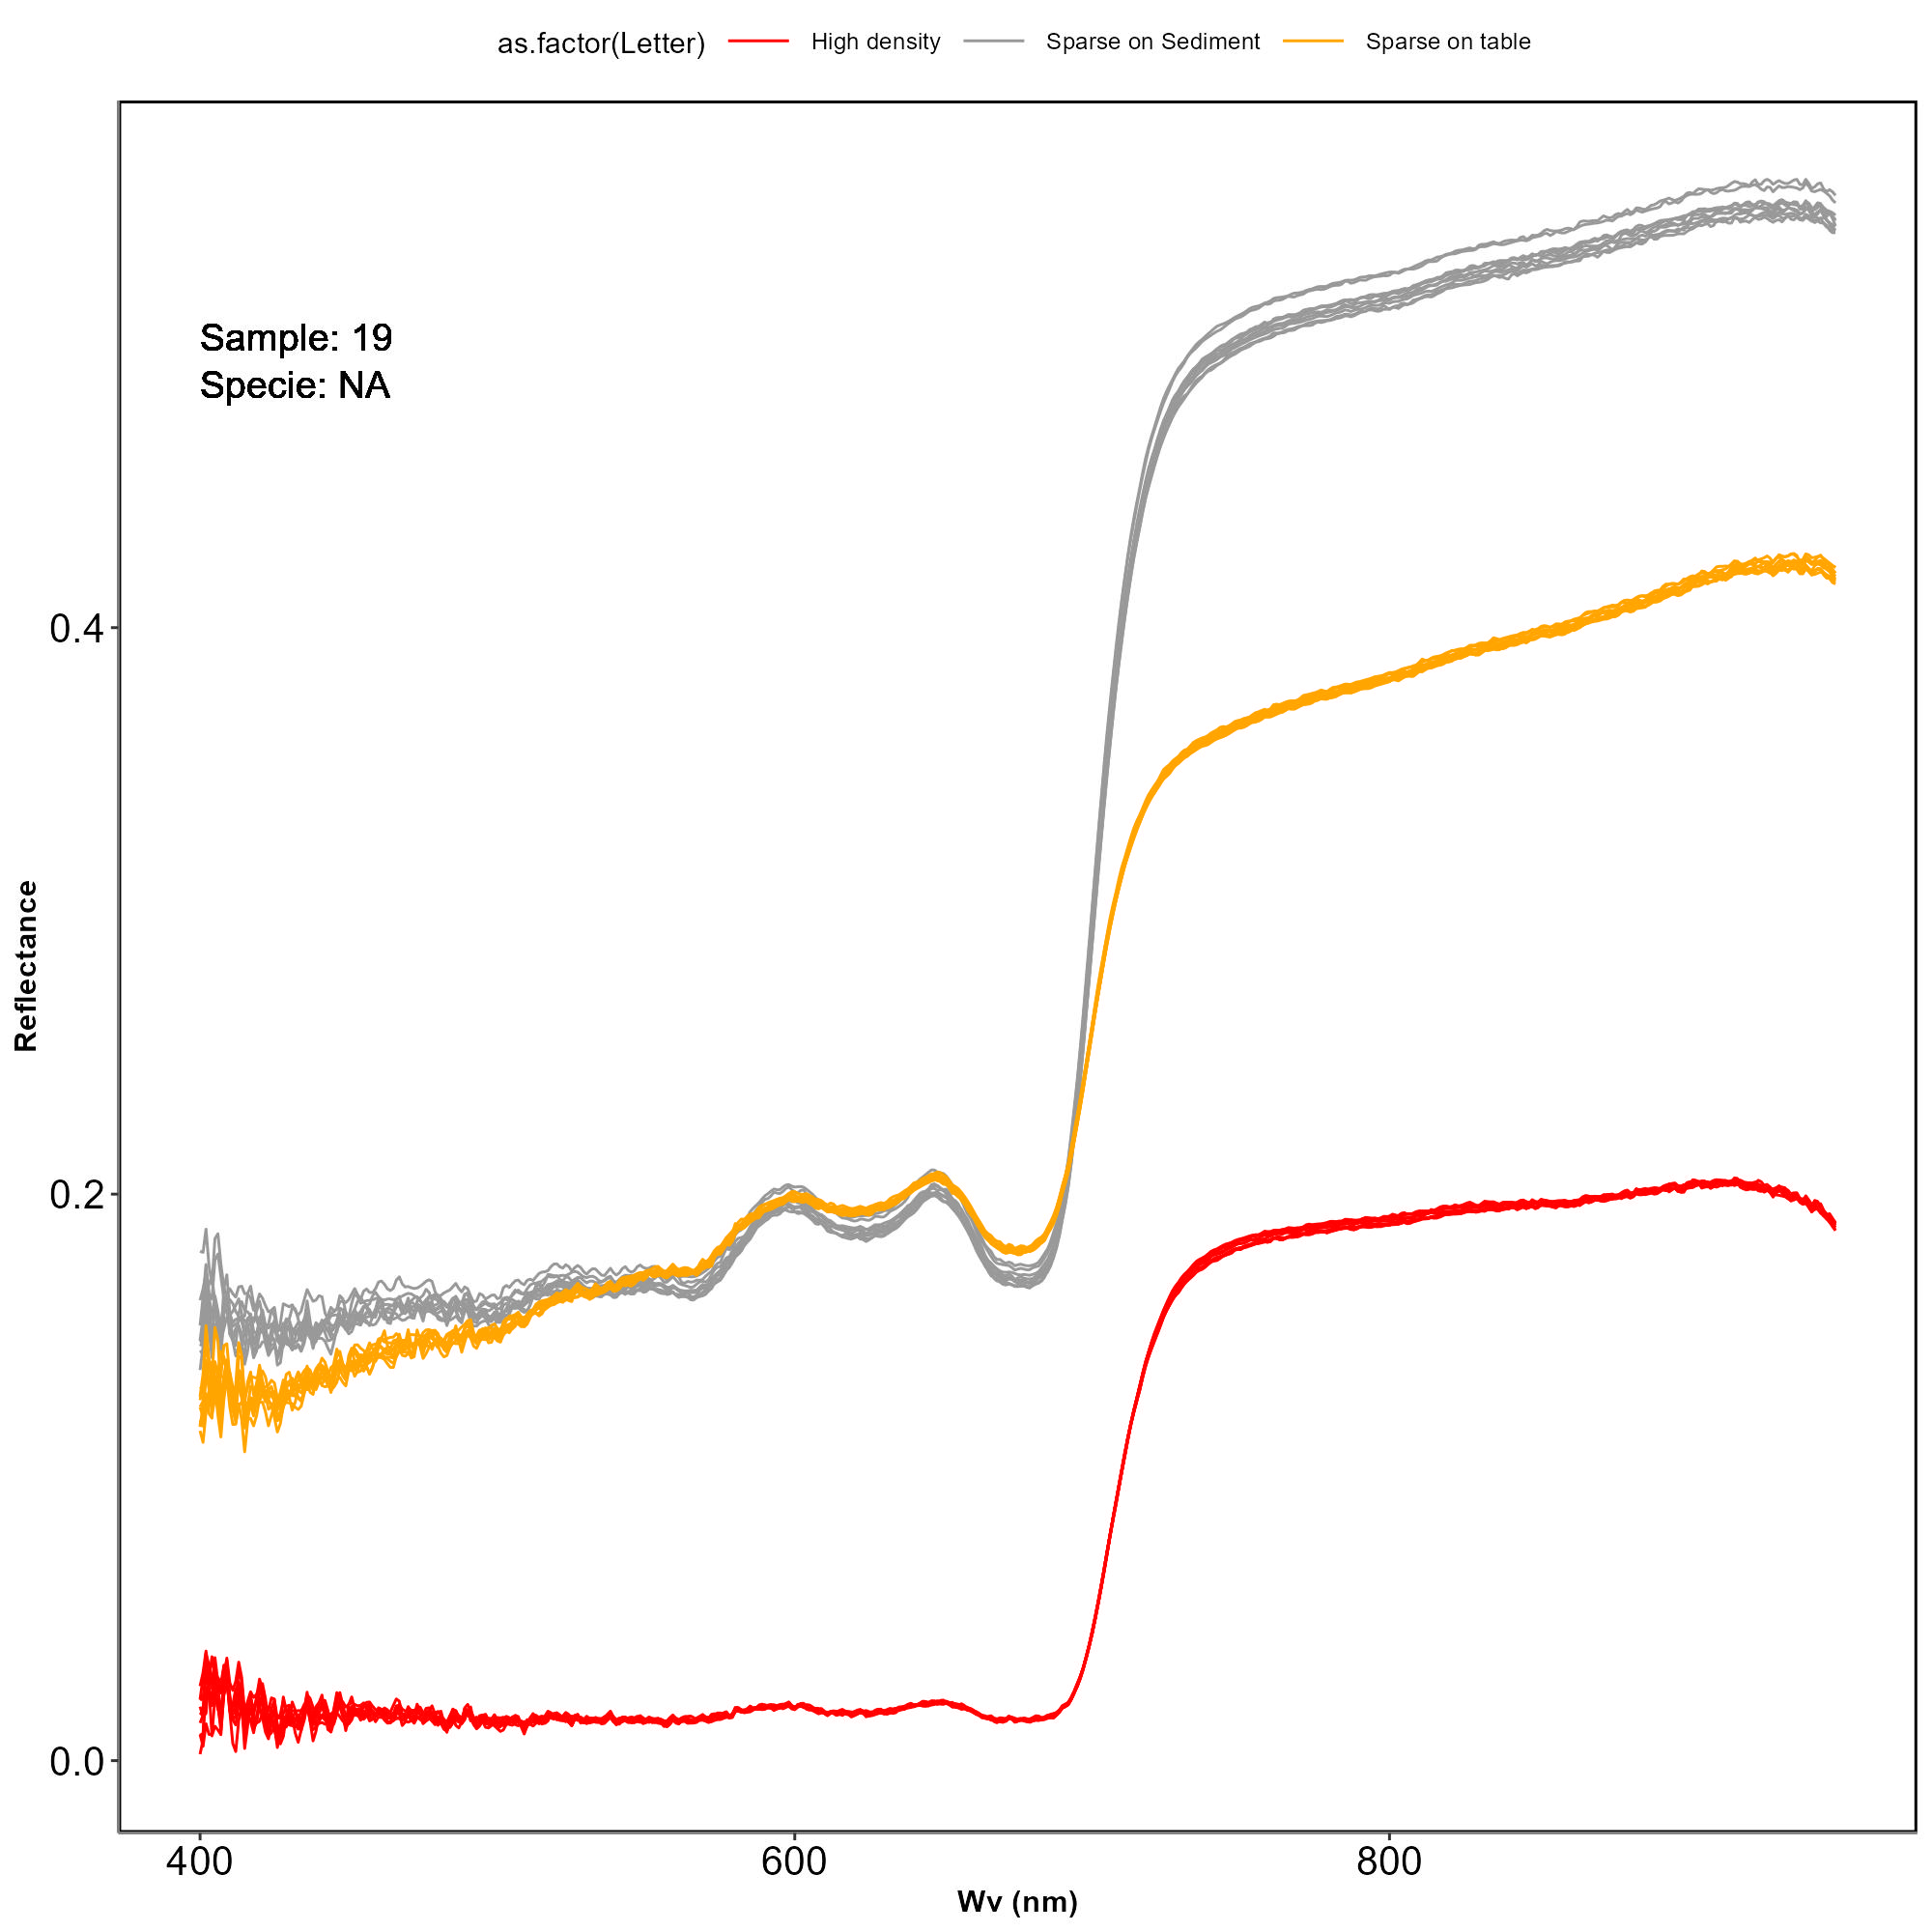 as.factor(Letter) High density Sparse on Sediment Sparse on table
Sample: 19
Specie: NA
0.4
0.2
0.0
Reflectance
400 600 800
Wv (nm)